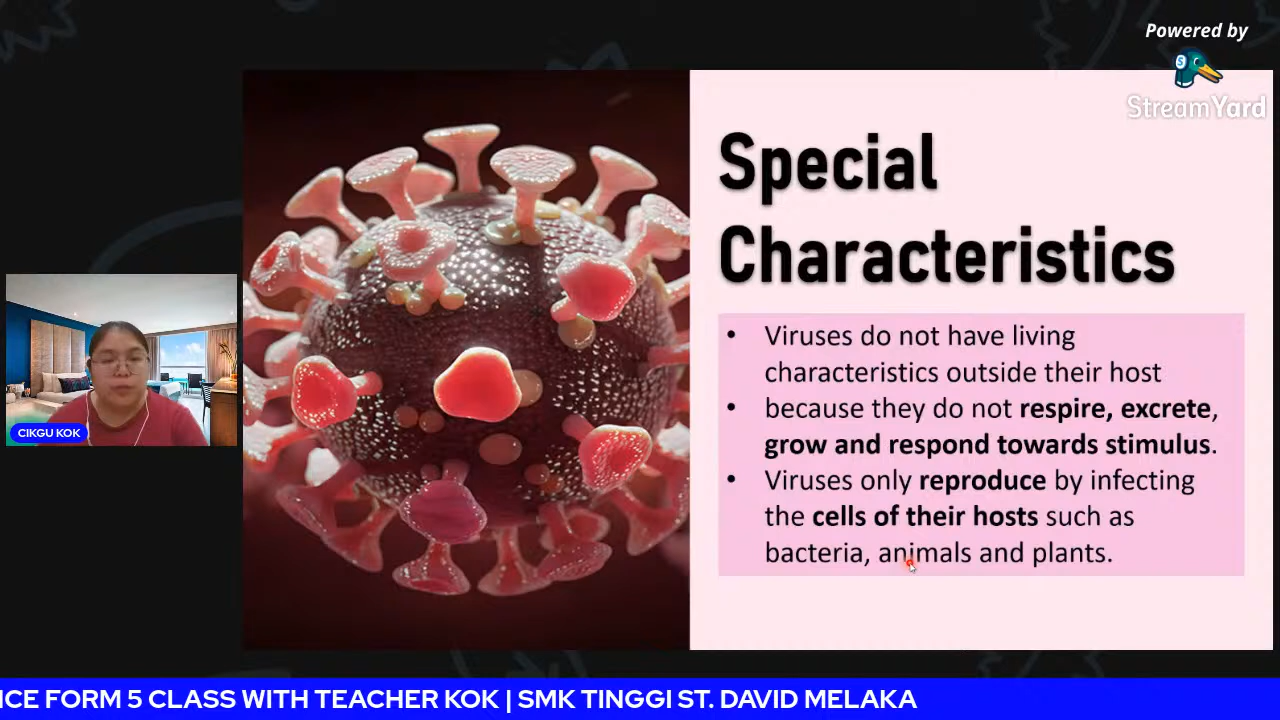 Powered by
StreamYard
Special
Characteristics
• Viruses do not have living
characteristics outside their host
• because they do not respire, excrete,
grow and respond towards stimulus.
• Viruses only reproduce by infecting
the cells of their hosts such as
bacteria, animals and plants.
CIKGU KOK
ICE FORM 5 CLASS WITH TEACHER KOK | SMK TINGGI ST. DAVID MELAKA